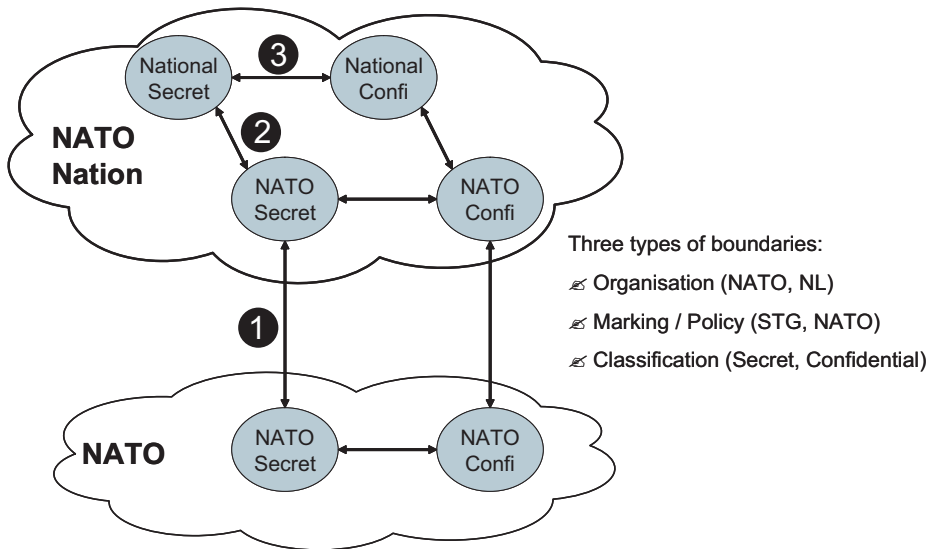 National
Secret
3
National
Confi
2
NATO
Nation
NATO
Secret
NATO
Confi
Three types of boundaries:
Organisation (NATO, NL)
Marking / Policy (STG, NATO)
Classification (Secret, Confidential)
1
NATO
NATO
Secret
NATO
Confi